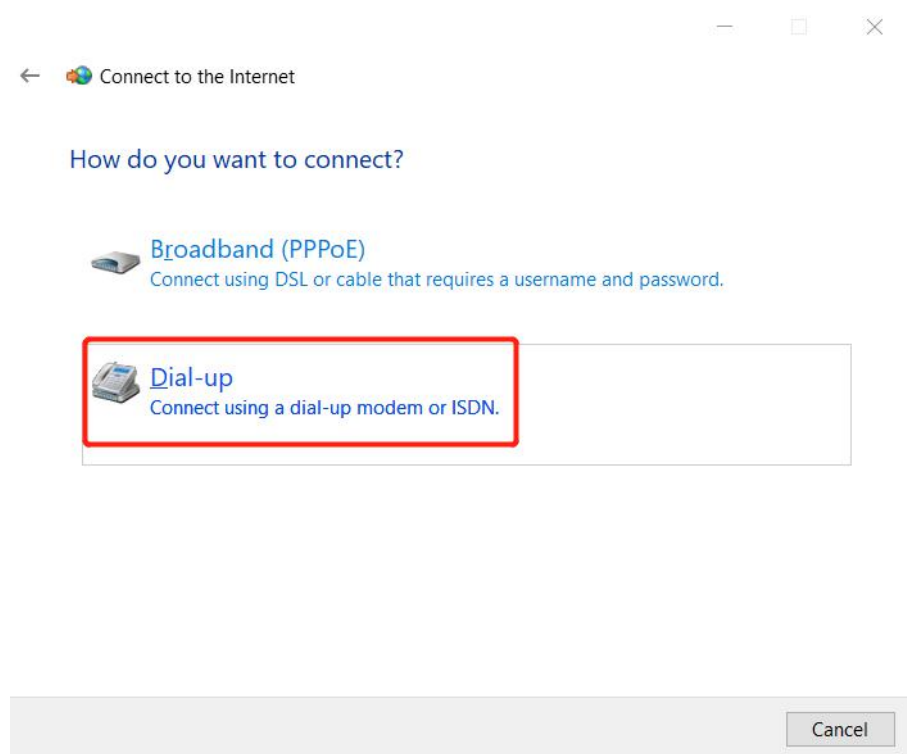 Connect to the Internet
How do you want to connect?
Broadband (PPPoE)
Connect using DSL or cable that requires a username and password.
Dial-up
Connect using a dial-up modem or ISDN.
Cancel